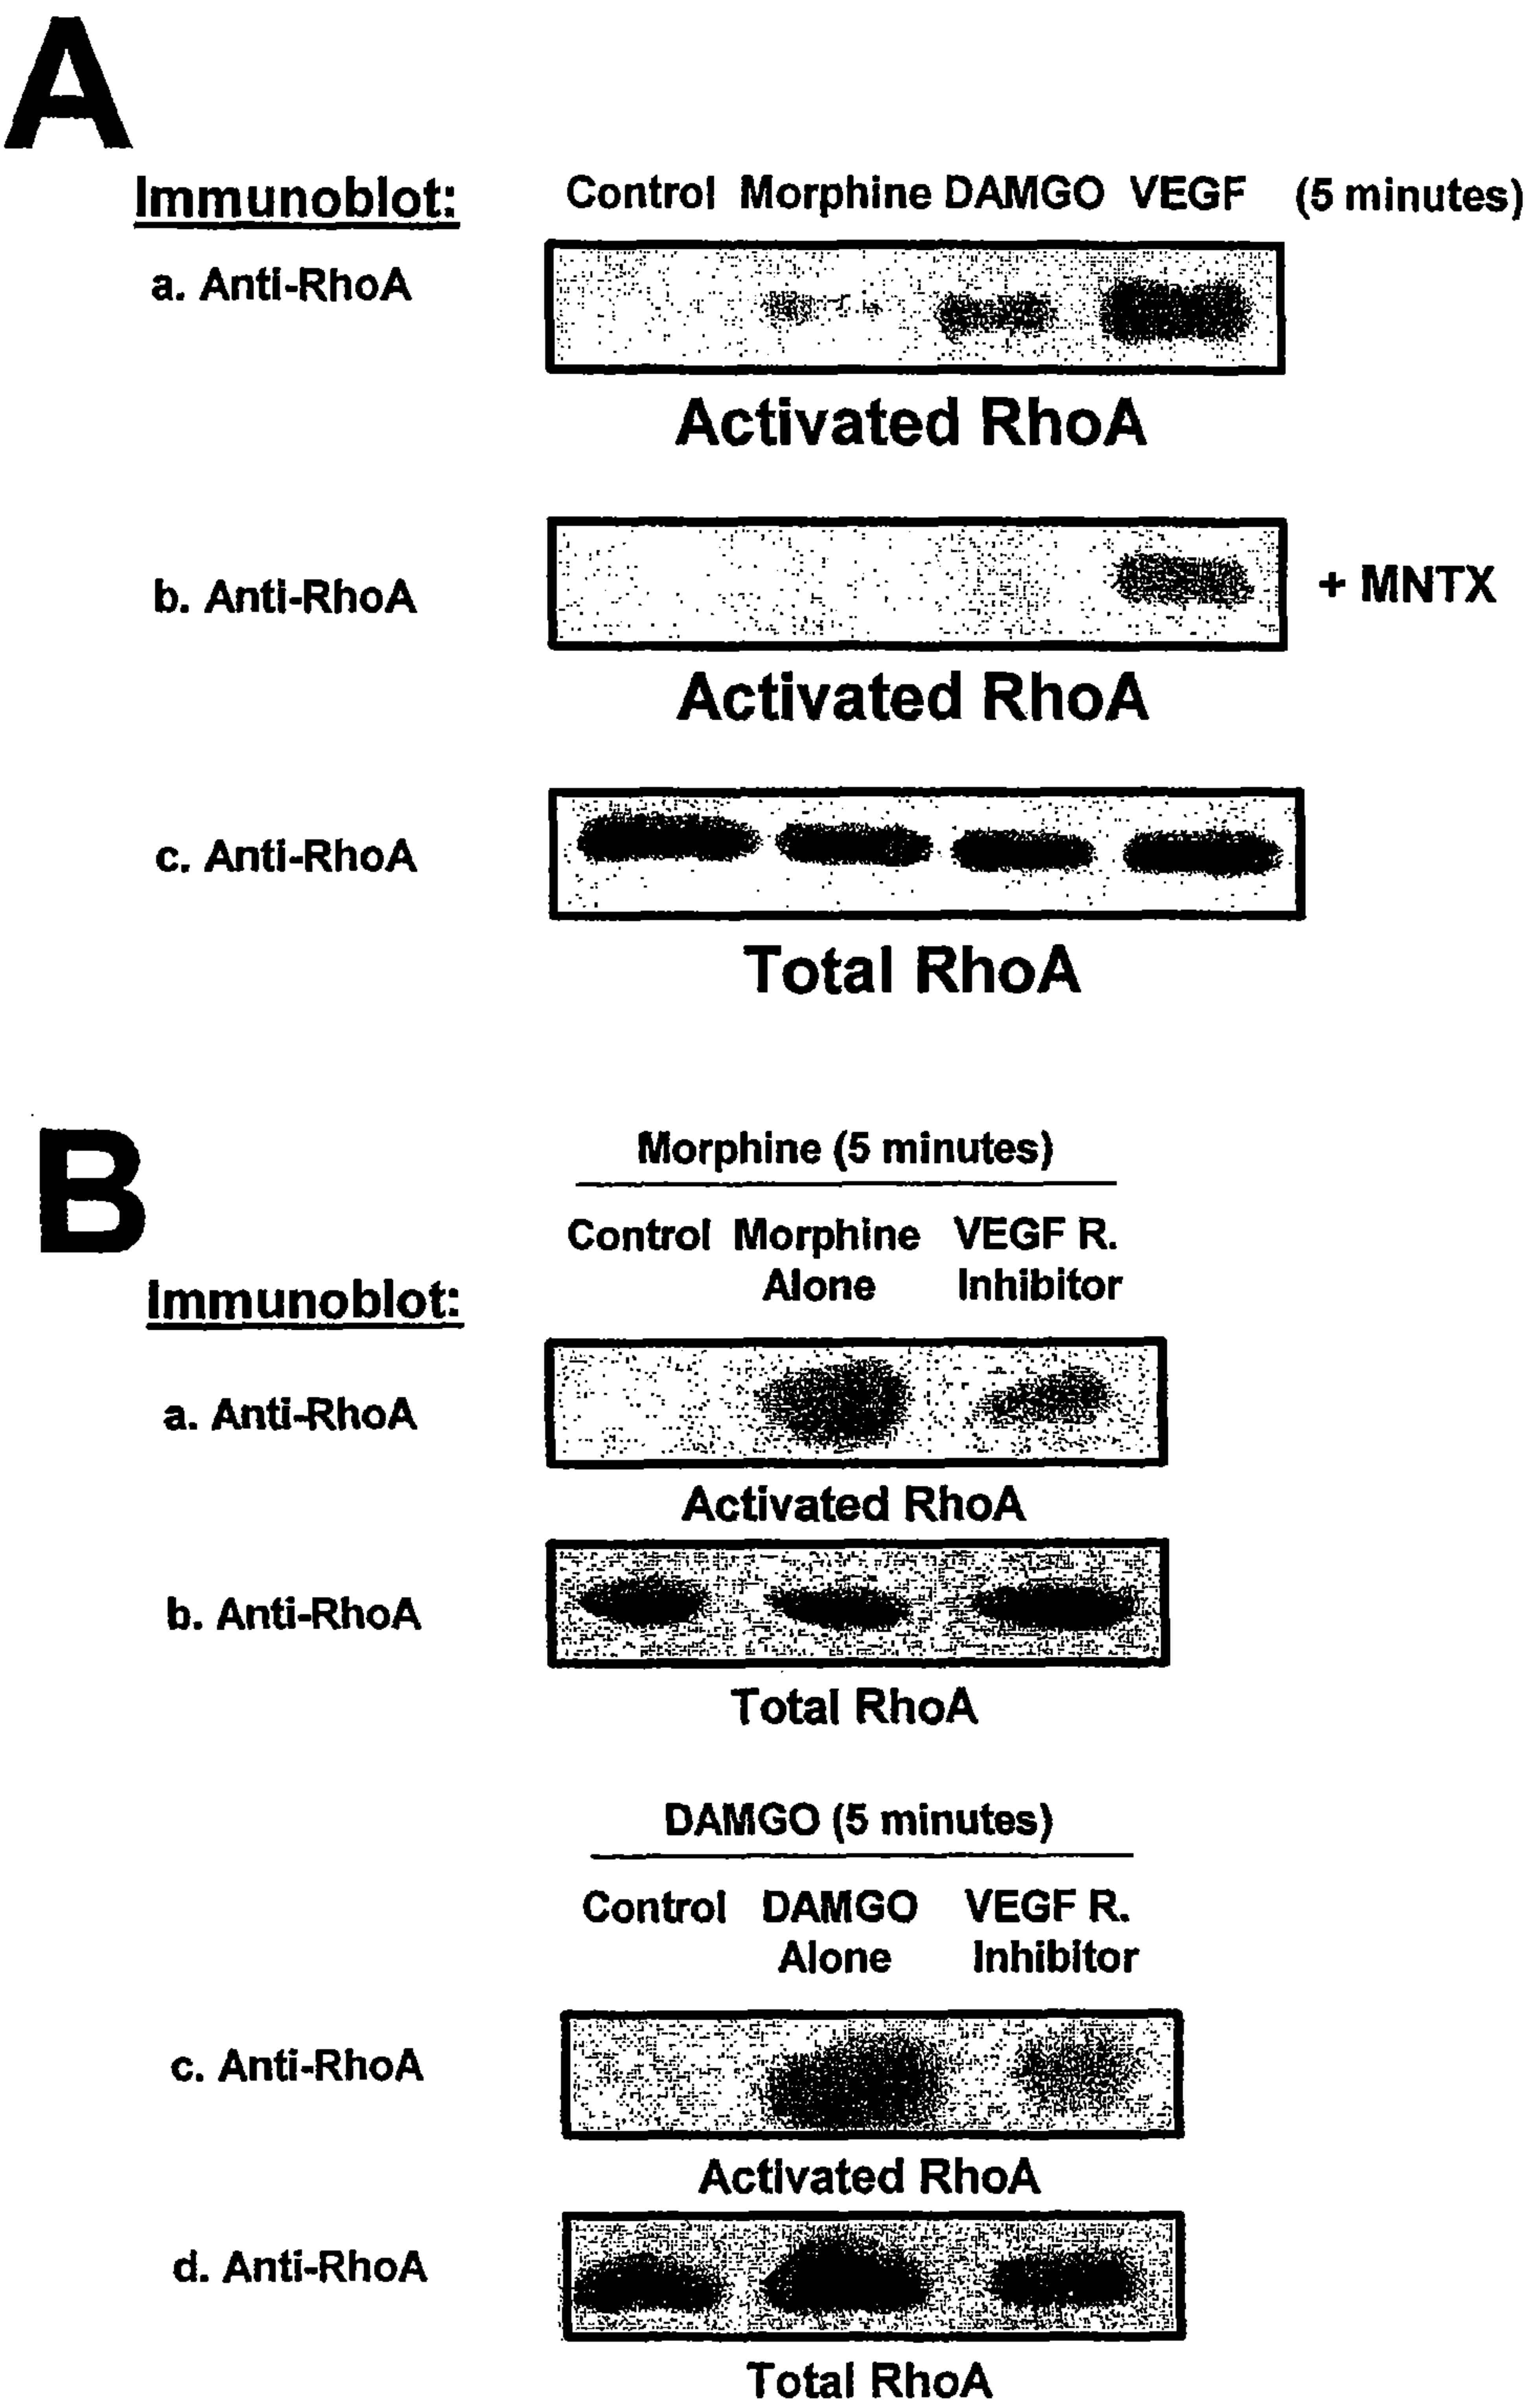 A
Immunoblot: Control Morphine DAMGO VEGF (5 minutes)
a. Anti-RhoA
Activated RhoA
b. Anti-RhoA + MNTX
Activated RhoA
c. Anti-RhoA
Total RhoA
B
Morphine (5 minutes)
Control Morphine VEGF R.
Alone Inhibitor
Immunoblot:
a. Anti-RhoA
Activated RhoA
b. Anti-RhoA
Total RhoA
DAMGO (5 minutes)
Control DAMGO VEGF R.
Alone Inhibitor
c. Anti-RhoA
Activated RhoA
d. Anti-RhoA
Total RhoA